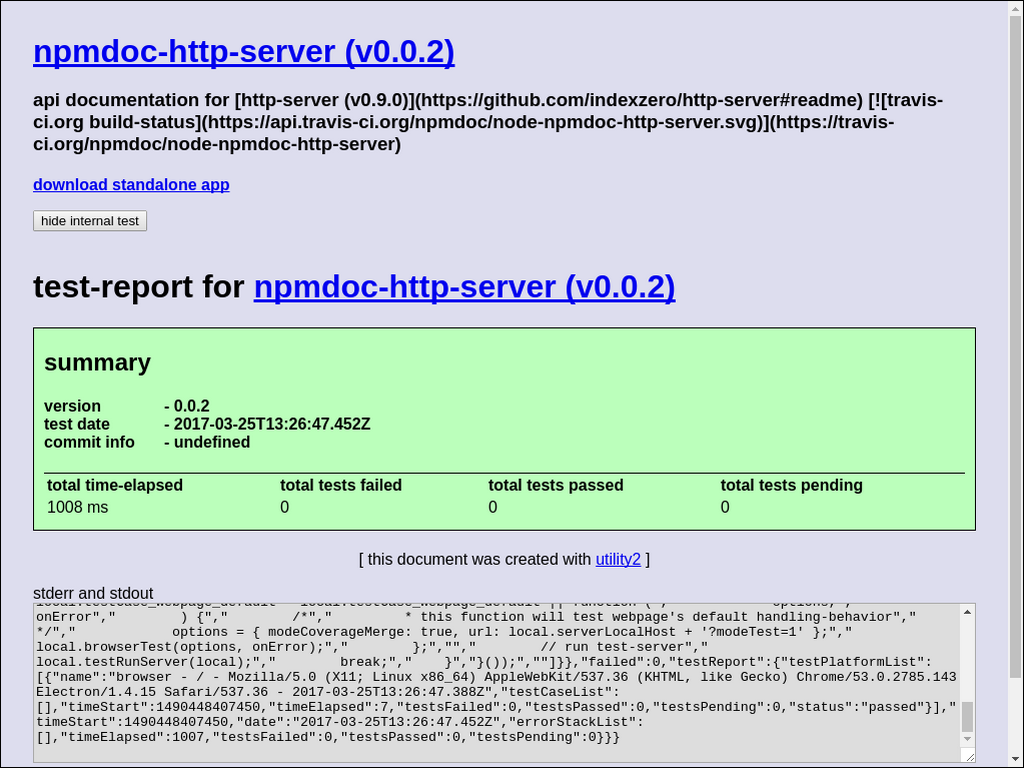 npmdoc-http-server (v0.0.2)
api documentation for [http-server (v0.9.0)](https://github.com/indexzero/http-server#readme) [![travis-
ci.org build-status](https://api.travis-ci.org/npmdoc/node-npmdoc-http-server.svg)](https://travis-
ci.org/npmdoc/node-npmdoc-http-server)
download standalone app
hide internal test
test-report for npmdoc-http-server (v0.0.2)
summary
version - 0.0.2
test date - 2017-03-25T13:26:47.452Z
commit info - undefined
total time-elapsed total tests failed total tests passed total tests pending
1008 ms 0 0 0
[ this document was created with utility2 ]
stderr and stdout
onError","        ) {","        /*","         * this function will test webpage's default handling-behavior","
*/","            options = { modeCoverageMerge: true, url: local.serverLocalHost + '?modeTest=1' };","
local.browserTest(options, onError);","        };","","        // run test-server","
local.testRunServer(local);","        break;","    }","}());",""]}},"failed":0,"testReport":{"testPlatformList":
[{"name":"browser - / - Mozilla/5.0 (X11; Linux x86_64) AppleWebKit/537.36 (KHTML, like Gecko) Chrome/53.0.2785.143
Electron/1.4.15 Safari/537.36 - 2017-03-25T13:26:47.388Z","testCaseList":
[],"timeStart":1490448407450,"timeElapsed":7,"testsFailed":0,"testsPassed":0,"testsPending":0,"status":"passed"}],"
timeStart":1490448407450,"date":"2017-03-25T13:26:47.452Z","errorStackList":
[],"timeElapsed":1007,"testsFailed":0,"testsPassed":0,"testsPending":0}}}